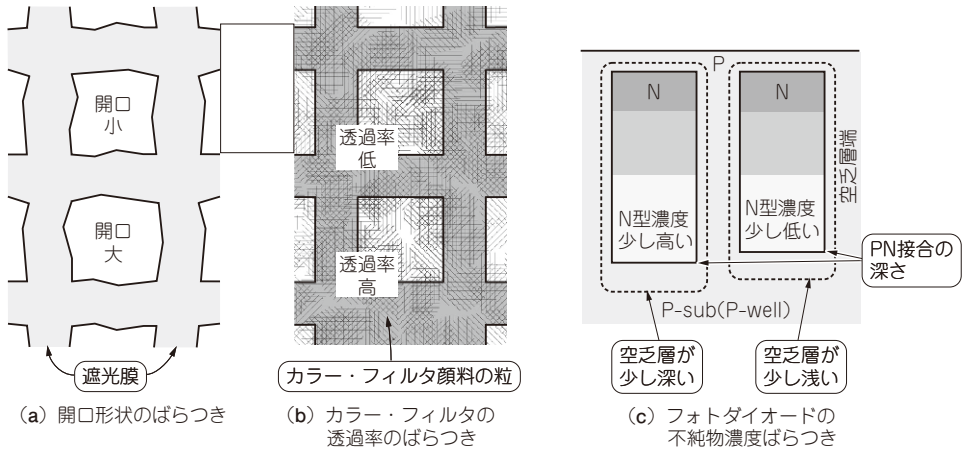 開口
小
開口
大
遮光膜
(a) 開口形状のばらつき
透過率
低
透過率
高
カラー・フィルタ顔料の粒
(b) カラー・フィルタの
透過率のばらつき
P
N
N
N型濃度
少し高い
N型濃度
少し低い
空乏層端
PN接合の
深さ
P-sub(P-well)
空乏層が
少し深い
空乏層が
少し浅い
(c) フォトダイオードの
不純物濃度ばらつき